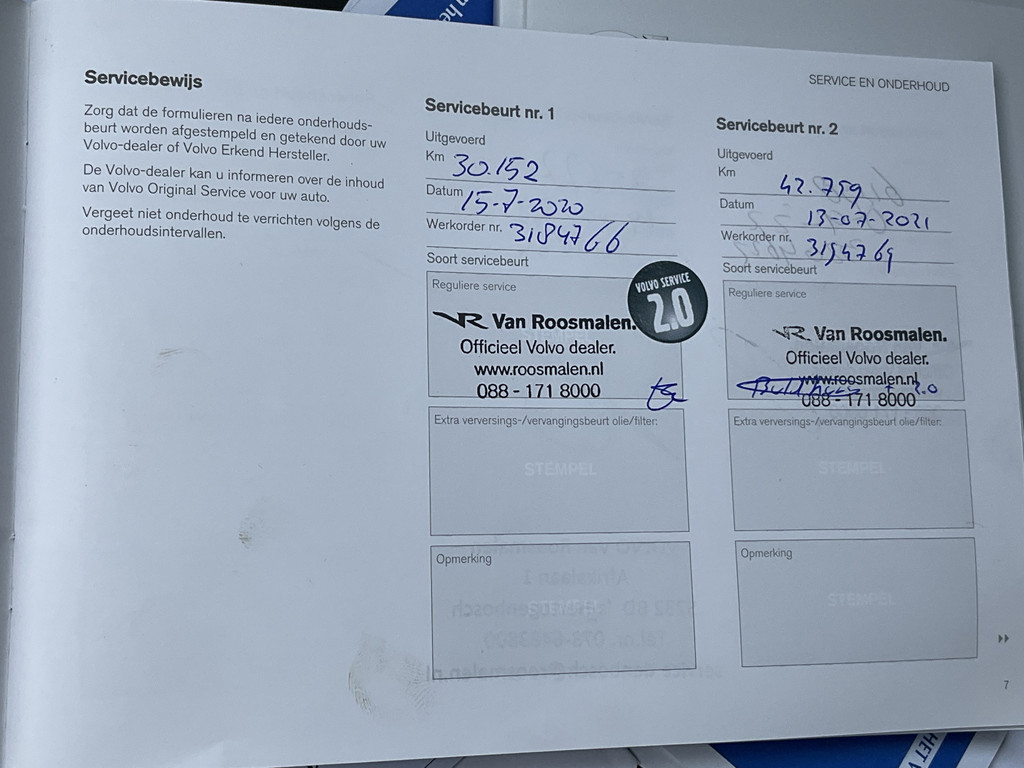 Servicebewijs
Zorg dat de formulieren na iedere onderhouds-
beurt worden afgestempeld en getekend door uw
Volvo-dealer of Volvo Erkend Hersteller.
De Volvo-dealer kan u informeren over de inhoud
van Volvo Original Service voor uw auto.
Vergeet niet onderhoud te verrichten volgens de
onderhoudsintervallen.
Servicebeurt nr. 1
Uitgevoerd
Km 30.152
Datum 15-7-2020
Werkorder nr. 3184766
Soort servicebeurt
Reguliere service
VOLVO SERVICE
2.0
VR Van Roosmalen.
Officieel Volvo dealer.
www.roosmalen.nl
088 - 171 8000
Extra verversings-/vervangingsbeurt olie/filter:
STEMPEL
Opmerking
STEMPEL
SERVICE EN ONDERHOUD
Servicebeurt nr. 2
Uitgevoerd
Km 42.759
Datum 13-07-2021
Werkorder nr. 3194769
Soort servicebeurt
Reguliere service
VR Van Roosmalen.
Officieel Volvo dealer.
www.roosmalen.nl
2.0
088 - 171 8000
Extra verversings-/vervangingsbeurt olie/filter:
STEMPEL
Opmerking
STEMPEL
7